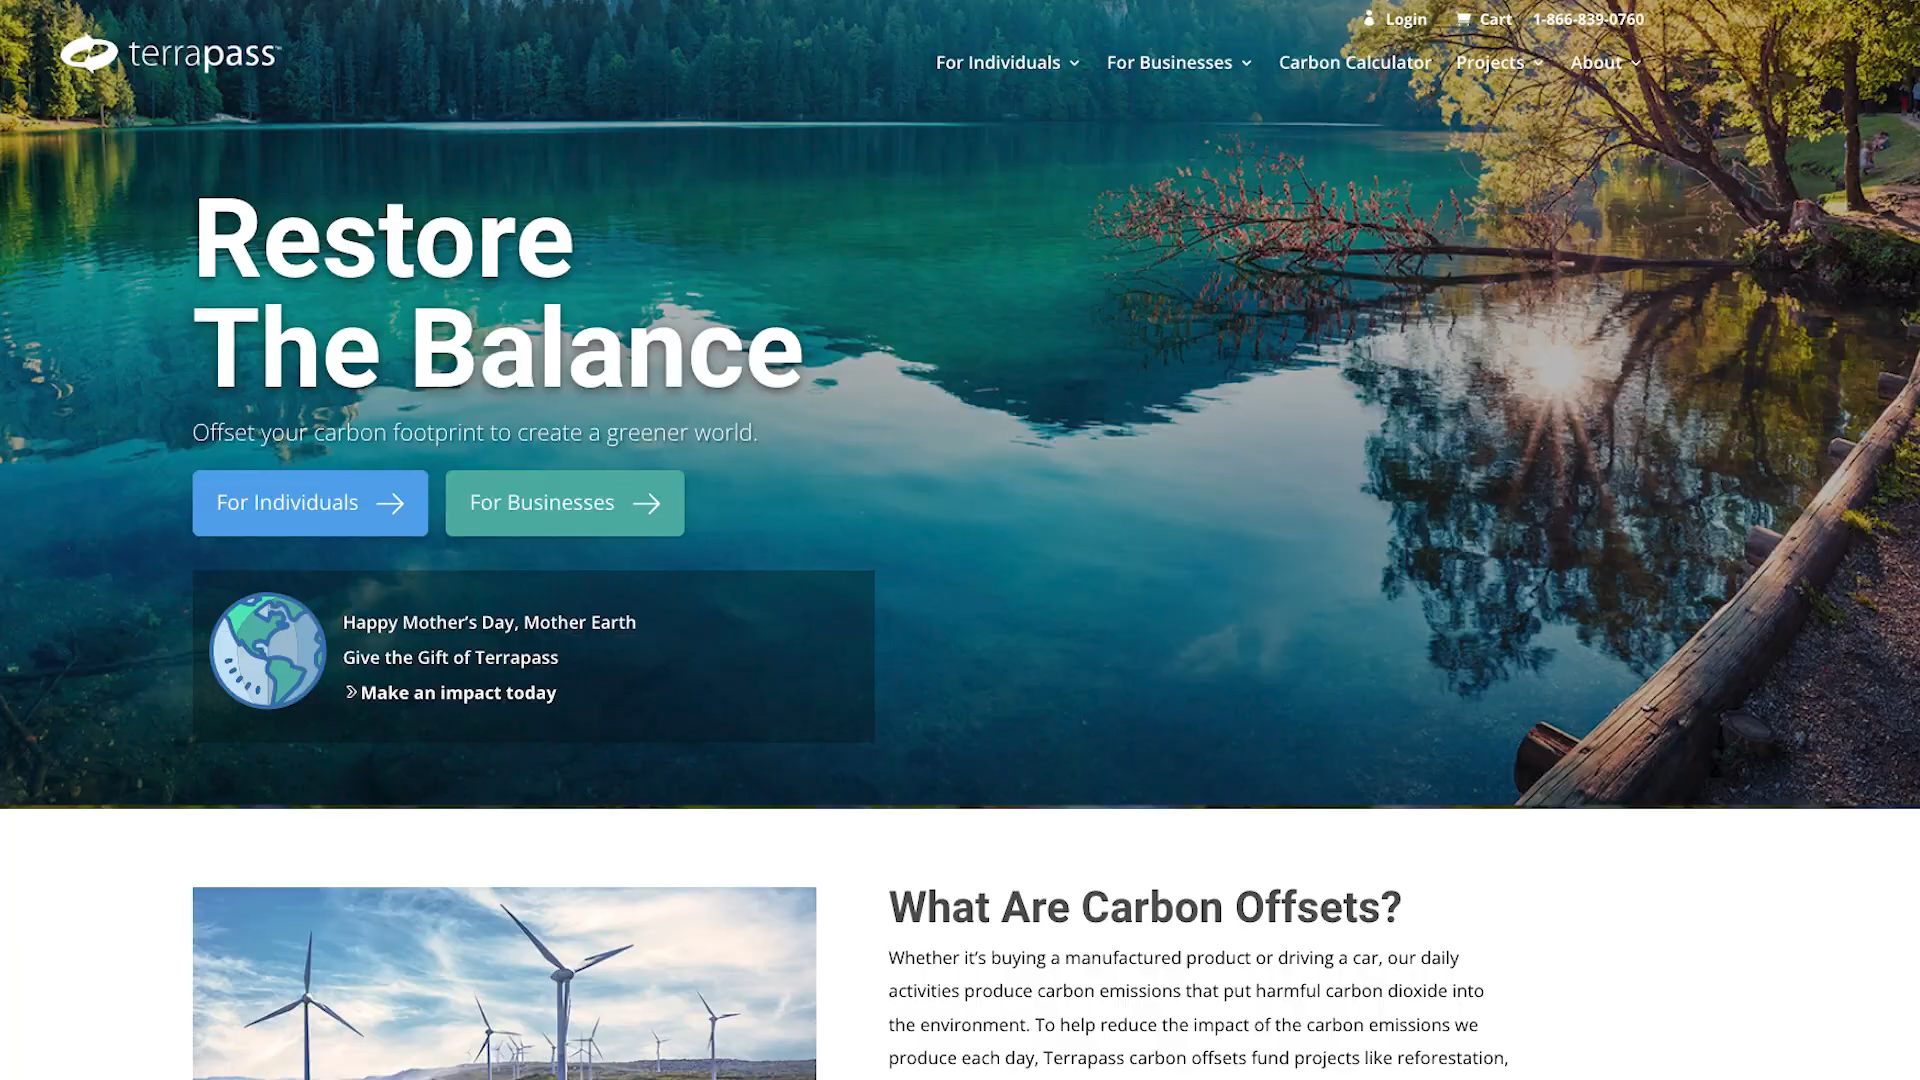 Login Cart 1-866-839-0760
terrapass
For Individuals For Businesses Carbon Calculator Projects About
Restore
The Balance
Offset your carbon footprint to create a greener world.
For Individuals For Businesses
Happy Mother’s Day, Mother Earth
Give the Gift of Terrapass
Make an impact today
What Are Carbon Offsets?
Whether it’s buying a manufactured product or driving a car, our daily
activities produce carbon emissions that put harmful carbon dioxide into
the environment. To help reduce the impact of the carbon emissions we
produce each day, Terrapass carbon offsets fund projects like reforestation,